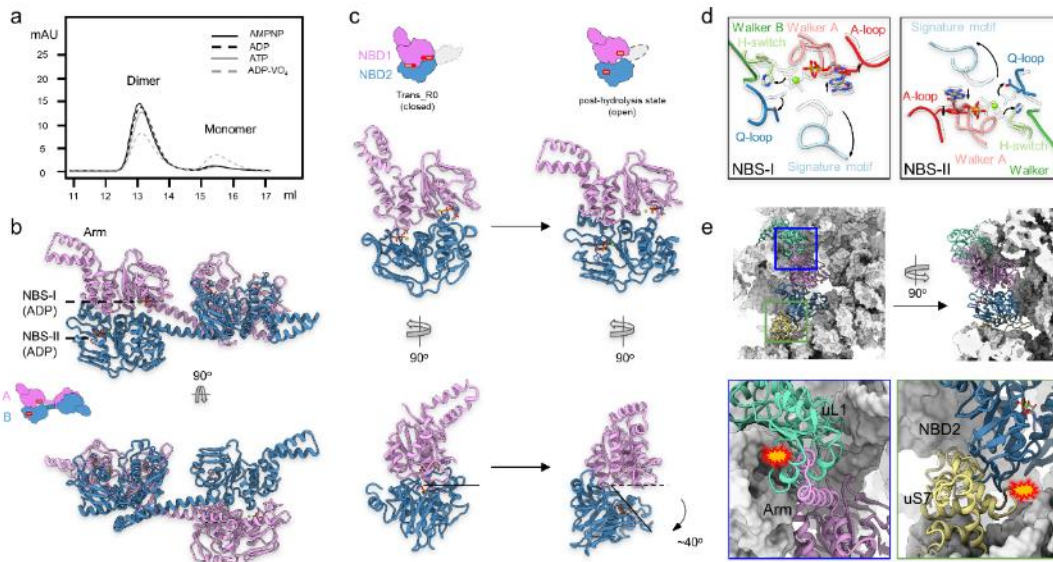 a
mAU
25
20
15
10
5
0
11
12
13
14
15
16
17
ml
Dimer
Monomer
AMPNP
ADP
ATP
ADP-VO4
b
Arm
NBS-I
(ADP)
NBS-II
(ADP)
90°
A
B
c
NBD1
NBD2
Trans_R0
(closed)
post-hydrolysis state
(open)
90°
90°
~40°
d
Walker B
Walker A
H-switch
A-loop
Q-loop
Signature motif
NBS-I
Signature motif
Q-loop
A-loop
H-switch
Walker A
Walker
NBS-II
e
90°
uL1
Arm
NBD2
uS7